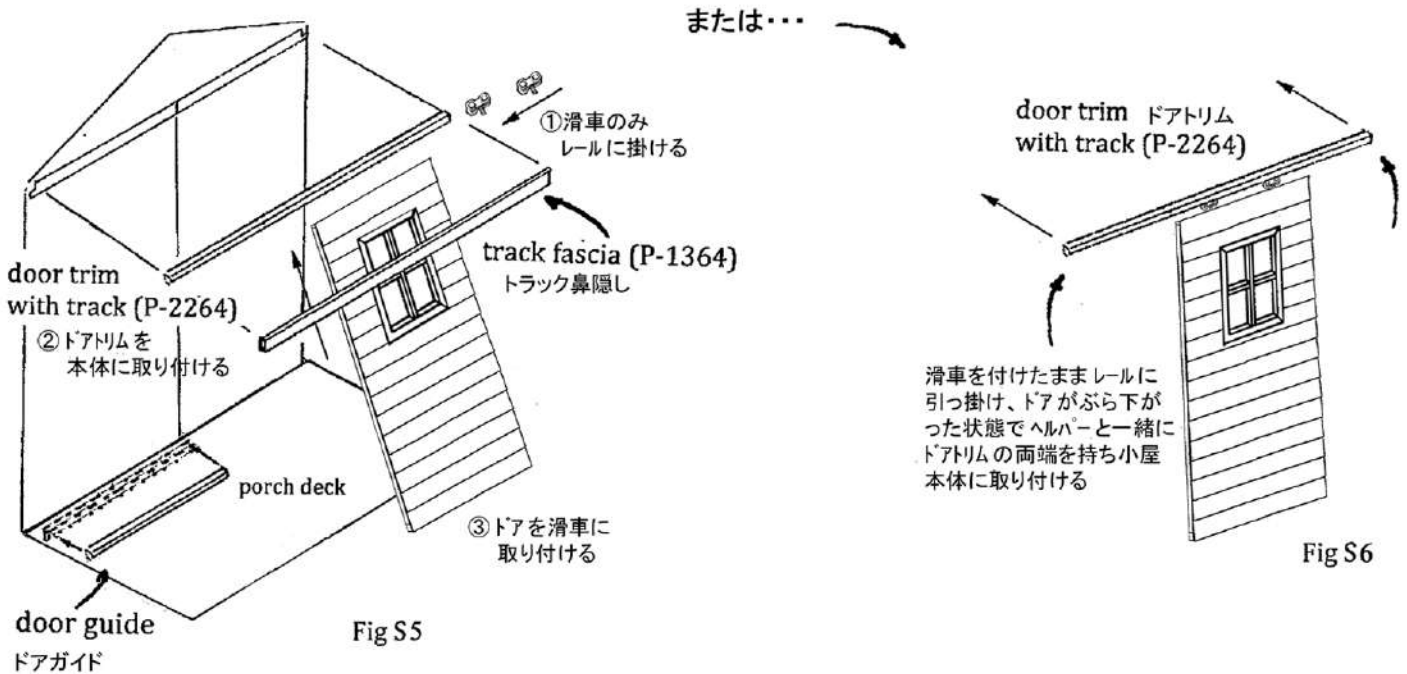 または・・・
①滑車のみ
レールに掛ける
track fascia (P-1364)
トラック鼻隠し
door trim
with track (P-2264)
②ドアトリムを
本体に取り付ける
porch deck
③ドアを滑車に
取り付ける
door guide
ドアガイド
Fig S5
door trim ドアトリム
with track (P-2264)
滑車を付けたままレールに
引っ掛け、ドアがぶら下が
った状態でヘルパーと一緒に
ドアトリムの両端を持ち小屋
本体に取り付ける
Fig S6